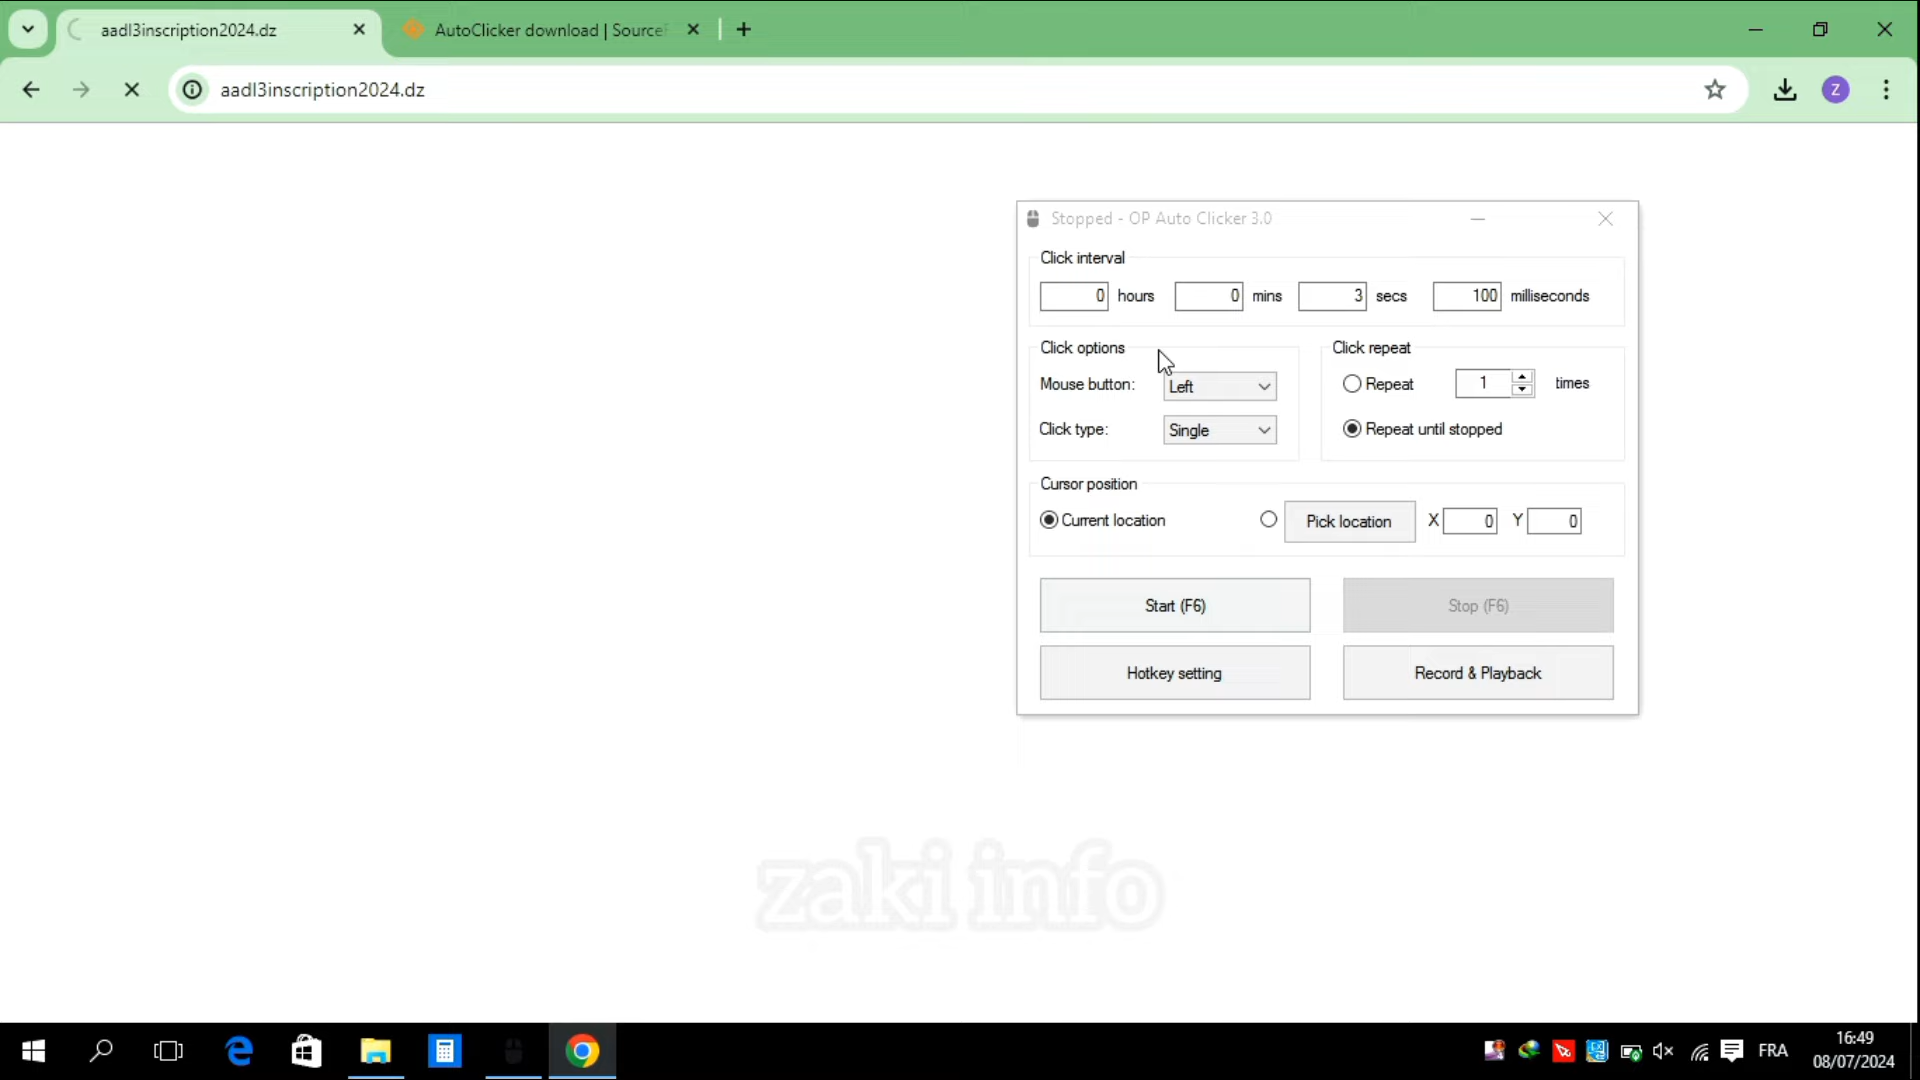 aadl3inscription2024.dz
AutoClicker download | Source
aadl3inscription2024.dz
Z
Stopped - OP Auto Clicker 3.0
Click interval
0 hours 0 mins 3 secs 100 milliseconds
Click options
Mouse button: Left
Click type: Single
Click repeat
Repeat 1 times
Repeat until stopped
Cursor position
Current location Pick location X 0 Y 0
Start (F6) Stop (F6)
Hotkey setting Record & Playback
zaki info
FRA
16:49
08/07/2024